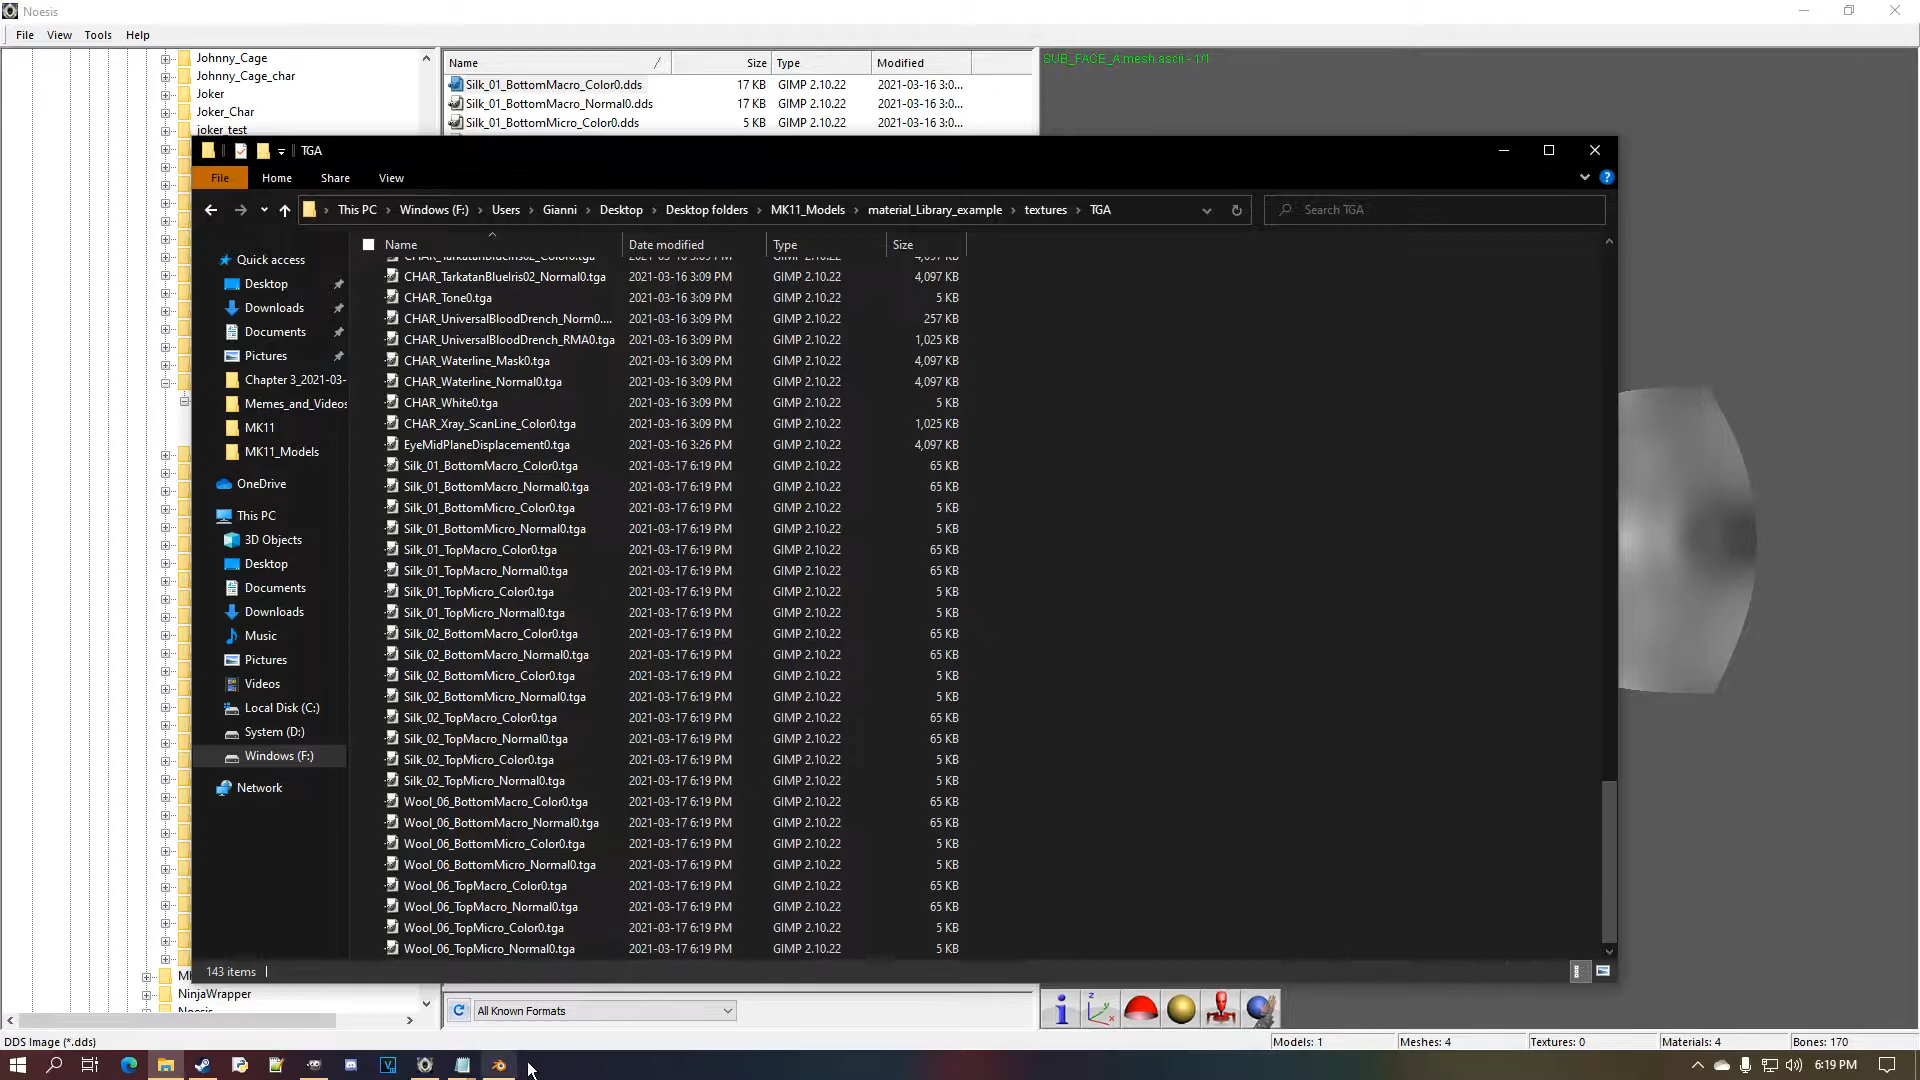 Noesis
File View Tools Help
Johnny_Cage
Johnny_Cage_char
Joker
Joker_Char
joker_test
Name Size Type Modified
Silk_01_BottomMacro_Color0.dds 17 KB GIMP 2.10.22 2021-03-16 3:0...
Silk_01_BottomMacro_Normal0.dds 17 KB GIMP 2.10.22 2021-03-16 3:0...
Silk_01_BottomMicro_Color0.dds 5 KB GIMP 2.10.22 2021-03-16 3:0...
SUB_FACE_A.mesh.ascii - 1/1
TGA
File Home Share View
This PC > Windows (F:) > Users > Gianni > Desktop > Desktop folders > MK11_Models > material_Library_example > textures > TGA
Search TGA
Quick access
Desktop
Downloads
Documents
Pictures
Chapter 3_2021-03-
Memes_and_Videos
MK11
MK11_Models
OneDrive
This PC
3D Objects
Desktop
Documents
Downloads
Music
Pictures
Videos
Local Disk (C:)
System (D:)
Windows (F:)
Network
Name Date modified Type Size
CHAR_TarkatanBlueIris02_Color0.tga 2021-03-16 3:09 PM GIMP 2.10.22 4,097 KB
CHAR_TarkatanBlueIris02_Normal0.tga 2021-03-16 3:09 PM GIMP 2.10.22 4,097 KB
CHAR_Tone0.tga 2021-03-16 3:09 PM GIMP 2.10.22 5 KB
CHAR_UniversalBloodDrench_Norm0.... 2021-03-16 3:09 PM GIMP 2.10.22 257 KB
CHAR_UniversalBloodDrench_RMA0.tga 2021-03-16 3:09 PM GIMP 2.10.22 1,025 KB
CHAR_Waterline_Mask0.tga 2021-03-16 3:09 PM GIMP 2.10.22 4,097 KB
CHAR_Waterline_Normal0.tga 2021-03-16 3:09 PM GIMP 2.10.22 4,097 KB
CHAR_White0.tga 2021-03-16 3:09 PM GIMP 2.10.22 5 KB
CHAR_Xray_ScanLine_Color0.tga 2021-03-16 3:09 PM GIMP 2.10.22 1,025 KB
EyeMidPlaneDisplacement0.tga 2021-03-16 3:26 PM GIMP 2.10.22 4,097 KB
Silk_01_BottomMacro_Color0.tga 2021-03-17 6:19 PM GIMP 2.10.22 65 KB
Silk_01_BottomMacro_Normal0.tga 2021-03-17 6:19 PM GIMP 2.10.22 65 KB
Silk_01_BottomMicro_Color0.tga 2021-03-17 6:19 PM GIMP 2.10.22 5 KB
Silk_01_BottomMicro_Normal0.tga 2021-03-17 6:19 PM GIMP 2.10.22 5 KB
Silk_01_TopMacro_Color0.tga 2021-03-17 6:19 PM GIMP 2.10.22 65 KB
Silk_01_TopMacro_Normal0.tga 2021-03-17 6:19 PM GIMP 2.10.22 65 KB
Silk_01_TopMicro_Color0.tga 2021-03-17 6:19 PM GIMP 2.10.22 5 KB
Silk_01_TopMicro_Normal0.tga 2021-03-17 6:19 PM GIMP 2.10.22 5 KB
Silk_02_BottomMacro_Color0.tga 2021-03-17 6:19 PM GIMP 2.10.22 65 KB
Silk_02_BottomMacro_Normal0.tga 2021-03-17 6:19 PM GIMP 2.10.22 65 KB
Silk_02_BottomMicro_Color0.tga 2021-03-17 6:19 PM GIMP 2.10.22 5 KB
Silk_02_BottomMicro_Normal0.tga 2021-03-17 6:19 PM GIMP 2.10.22 5 KB
Silk_02_TopMacro_Color0.tga 2021-03-17 6:19 PM GIMP 2.10.22 65 KB
Silk_02_TopMacro_Normal0.tga 2021-03-17 6:19 PM GIMP 2.10.22 65 KB
Silk_02_TopMicro_Color0.tga 2021-03-17 6:19 PM GIMP 2.10.22 5 KB
Silk_02_TopMicro_Normal0.tga 2021-03-17 6:19 PM GIMP 2.10.22 5 KB
Wool_06_BottomMacro_Color0.tga 2021-03-17 6:19 PM GIMP 2.10.22 65 KB
Wool_06_BottomMacro_Normal0.tga 2021-03-17 6:19 PM GIMP 2.10.22 65 KB
Wool_06_BottomMicro_Color0.tga 2021-03-17 6:19 PM GIMP 2.10.22 5 KB
Wool_06_BottomMicro_Normal0.tga 2021-03-17 6:19 PM GIMP 2.10.22 5 KB
Wool_06_TopMacro_Color0.tga 2021-03-17 6:19 PM GIMP 2.10.22 65 KB
Wool_06_TopMacro_Normal0.tga 2021-03-17 6:19 PM GIMP 2.10.22 65 KB
Wool_06_TopMicro_Color0.tga 2021-03-17 6:19 PM GIMP 2.10.22 5 KB
Wool_06_TopMicro_Normal0.tga 2021-03-17 6:19 PM GIMP 2.10.22 5 KB
143 items
NinjaWrapper
Noesis
All Known Formats
DDS Image (*.dds)
Models: 1 Meshes: 4 Textures: 0 Materials: 4 Bones: 170
6:19 PM